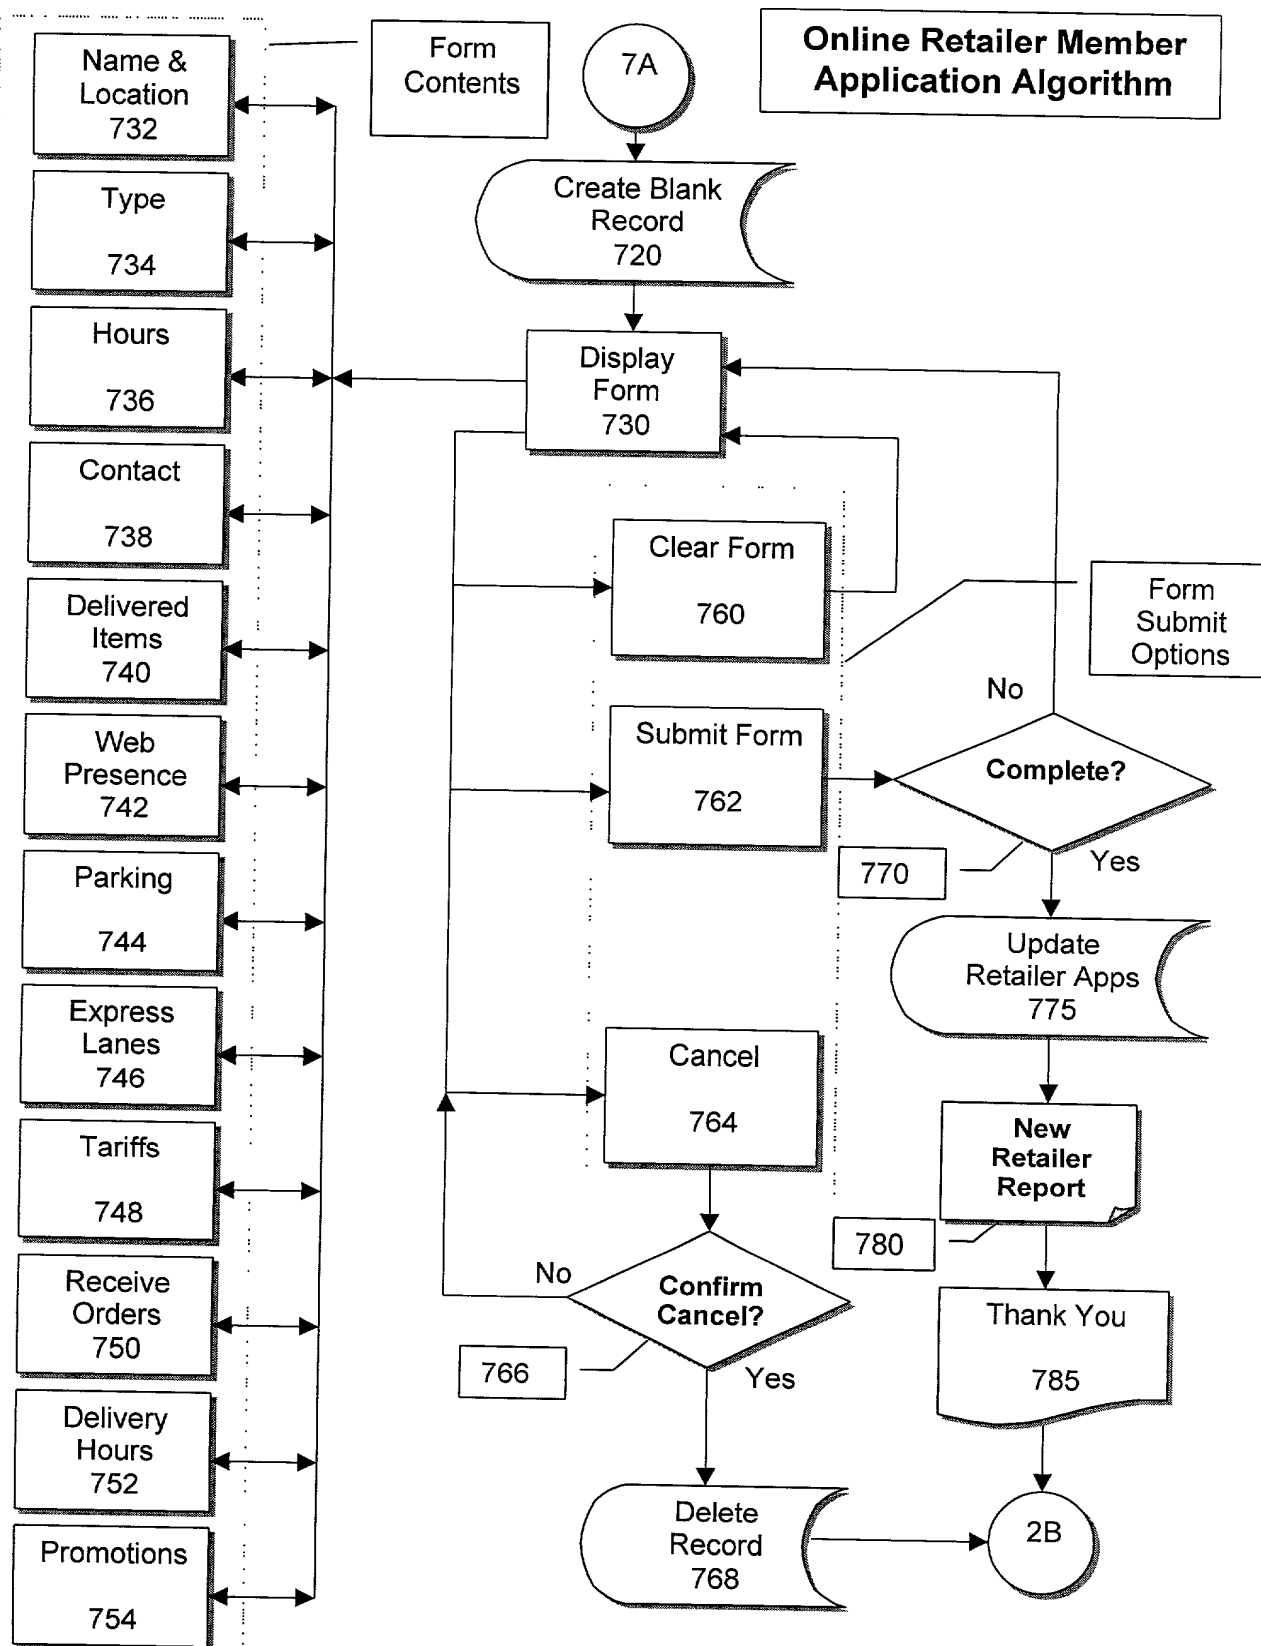 Online Retailer Member
Application Algorithm
Form
Contents
7A
Name &
Location
732
Type
734
Hours
736
Contact
738
Delivered
Items
740
Web
Presence
742
Parking
744
Express
Lanes
746
Tariffs
748
Receive
Orders
750
Delivery
Hours
752
Promotions
754
Create Blank
Record
720
Display
Form
730
Clear Form
760
Form
Submit
Options
Submit Form
762
No
Complete?
770
Yes
Update
Retailer Apps
775
Cancel
764
New
Retailer
Report
780
No
Confirm
Cancel?
766
Yes
Thank You
785
Delete
Record
768
2B